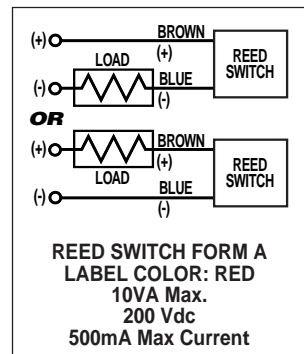 BROWN
(+)
(+)
LOAD
REED
SWITCH
(-)
BLUE
(-)
OR
(+)
BROWN
(+)
LOAD
REED
SWITCH
BLUE
(-)
(-)
REED SWITCH FORM A
LABEL COLOR: RED
10VA Max.
200 Vdc
500mA Max Current